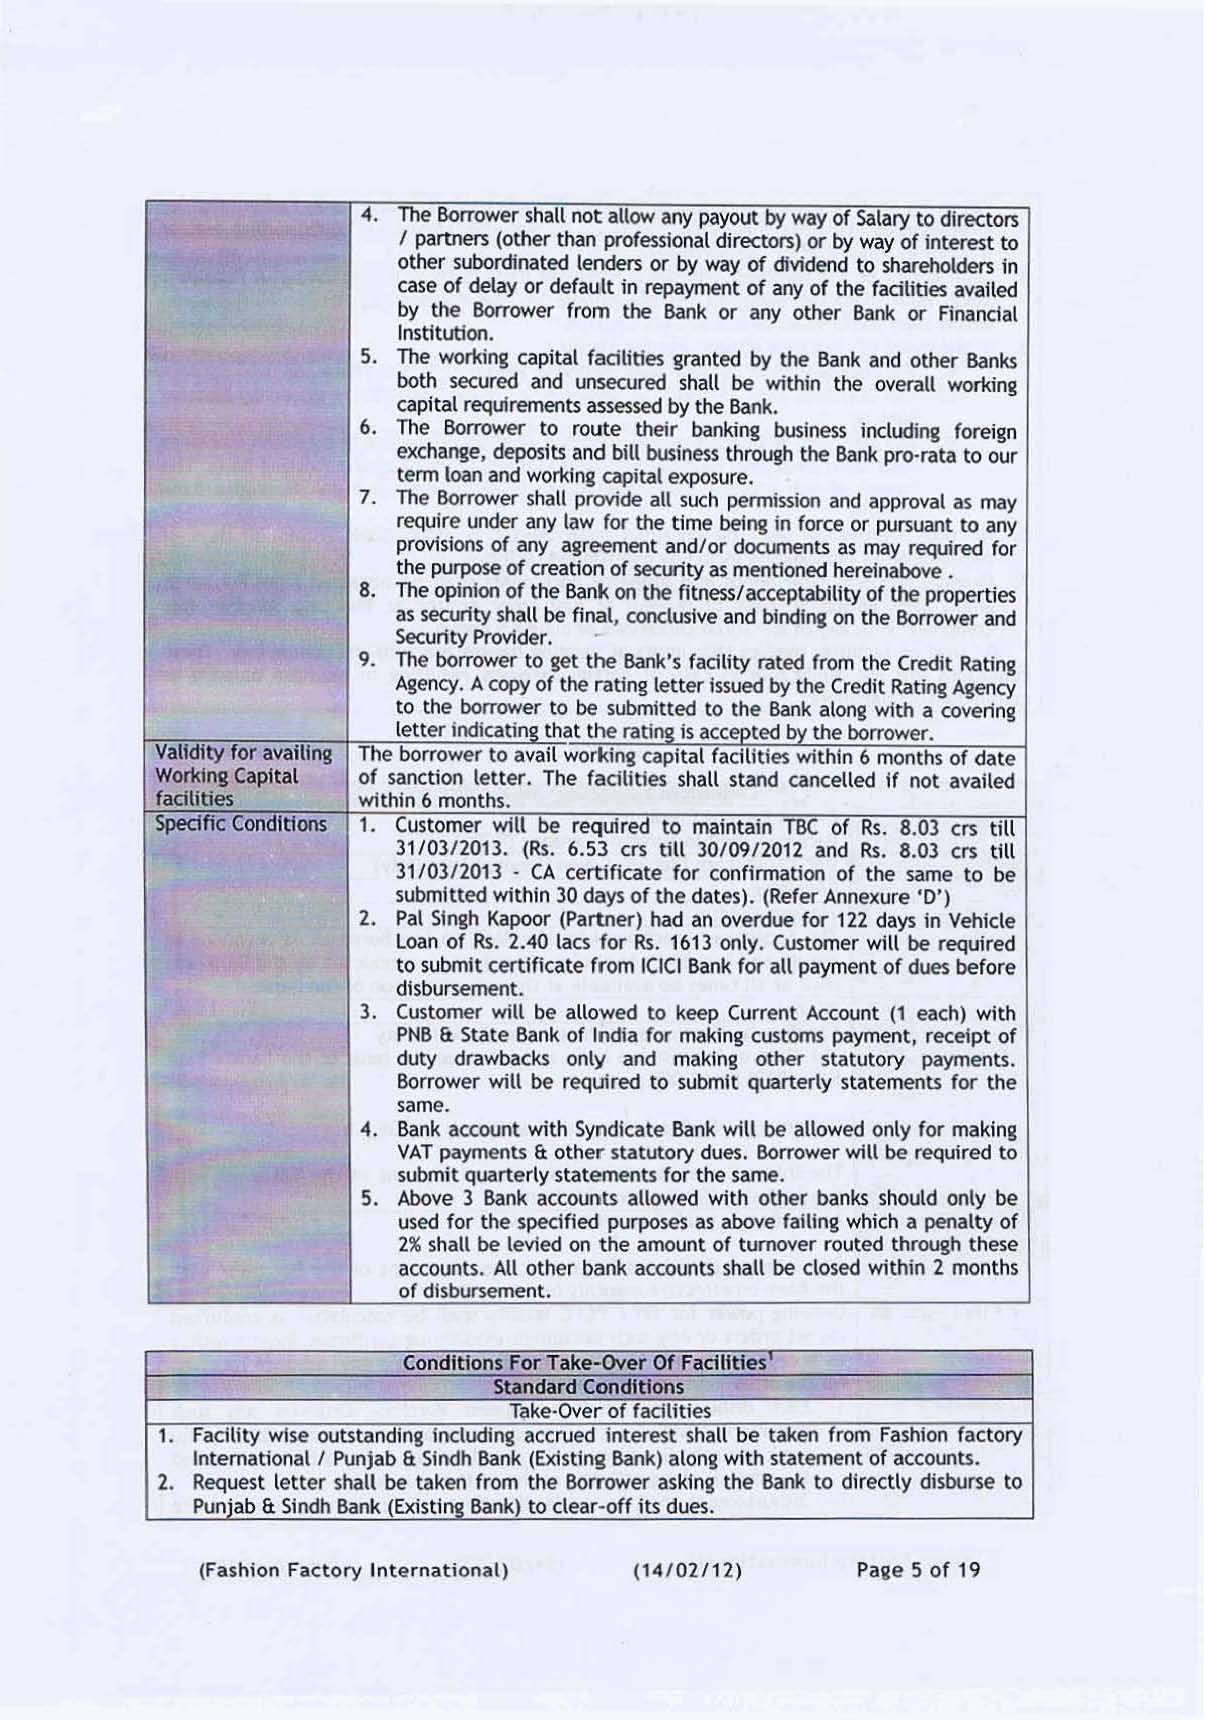 4. The Borrower shall not allow any payout by way of Salary to directors
/ partners (other than professional directors) or by way of interest to
other subordinated lenders or by way of dividend to shareholders in
case of delay or default in repayment of any of the facilities availed
by the Borrower from the Bank or any other Bank or Financial
Institution.
5. The working capital facilities granted by the Bank and other Banks
both secured and unsecured shall be within the overall working
capital requirements assessed by the Bank.
6. The Borrower to route their banking business including foreign
exchange, deposits and bill business through the Bank pro-rata to our
term loan and working capital exposure.
7. The Borrower shall provide all such permission and approval as may
require under any law for the time being in force or pursuant to any
provisions of any agreement and/or documents as may required for
the purpose of creation of security as mentioned hereinabove .
8. The opinion of the Bank on the fitness/acceptability of the properties
as security shall be final, conclusive and binding on the Borrower and
Security Provider.
9. The borrower to get the Bank's facility rated from the Credit Rating
Agency. A copy of the rating letter issued by the Credit Rating Agency
to the borrower to be submitted to the Bank along with a covering
letter indicating that the rating is accepted by the borrower.
Validity for availing
Working Capital
facilities
The borrower to avail working capital facilities within 6 months of date
of sanction letter. The facilities shall stand cancelled if not availed
within 6 months.
Specific Conditions
1. Customer will be required to maintain TBC of Rs. 8.03 crs till
31/03/2013. (Rs. 6.53 crs till 30/09/2012 and Rs. 8.03 crs till
31/03/2013 - CA certificate for confirmation of the same to be
submitted within 30 days of the dates). (Refer Annexure 'D')
2. Pal Singh Kapoor (Partner) had an overdue for 122 days in Vehicle
Loan of Rs. 2.40 lacs for Rs. 1613 only. Customer will be required
to submit certificate from ICICI Bank for all payment of dues before
disbursement.
3. Customer will be allowed to keep Current Account (1 each) with
PNB & State Bank of India for making customs payment, receipt of
duty drawbacks only and making other statutory payments.
Borrower will be required to submit quarterly statements for the
same.
4. Bank account with Syndicate Bank will be allowed only for making
VAT payments & other statutory dues. Borrower will be required to
submit quarterly statements for the same.
5. Above 3 Bank accounts allowed with other banks should only be
used for the specified purposes as above failing which a penalty of
2% shall be levied on the amount of turnover routed through these
accounts. All other bank accounts shall be closed within 2 months
of disbursement.
Conditions For Take-Over Of Facilities¹
Standard Conditions
Take-Over of facilities
1. Facility wise outstanding including accrued interest shall be taken from Fashion factory
International / Punjab & Sindh Bank (Existing Bank) along with statement of accounts.
2. Request letter shall be taken from the Borrower asking the Bank to directly disburse to
Punjab & Sindh Bank (Existing Bank) to clear-off its dues.
(Fashion Factory International) (14/02/12) Page 5 of 19